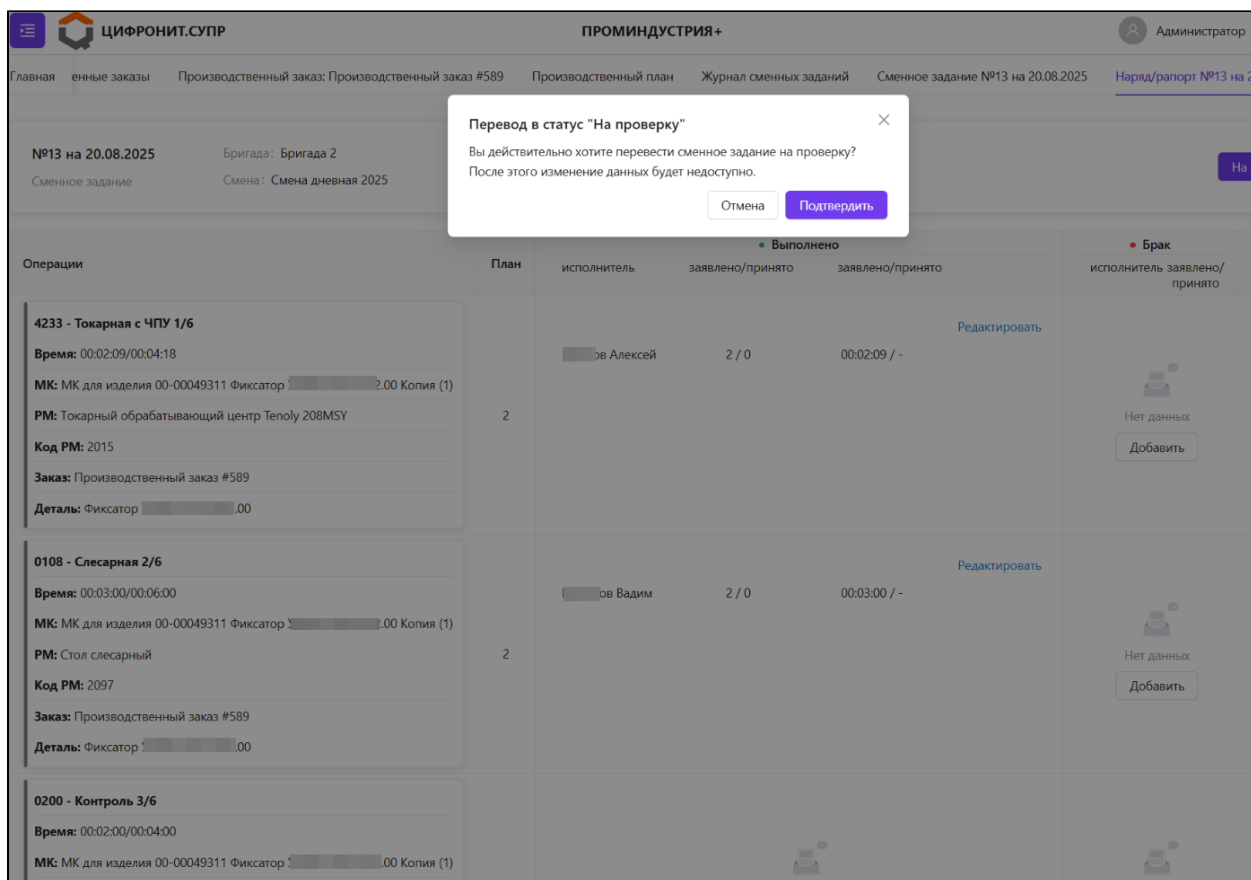 ЦИФРОНИТ.СУПР
ПРОМИНДУСТРИЯ+
Администратор
Главная енные заказы Производственный заказ: Производственный заказ #589 Производственный план Журнал сменных заданий Сменное задание №13 на 20.08.2025 Наряд/рапорт №13 на 2
Перевод в статус "На проверку"
Вы действительно хотите перевести сменное задание на проверку?
После этого изменение данных будет недоступно.
Отмена Подтвердить
№13 на 20.08.2025 Бригада: Бригада 2
Сменное задание Смена: Смена дневная 2025
На
Операции План Выполнено Брак
исполнитель заявлено/принято заявлено/принято исполнитель заявлено/
принято
4233 - Токарная с ЧПУ 1/6
Редактировать
Время: 00:02:09/00:04:18
ов Алексей 2 / 0 00:02:09 / -
МК: МК для изделия 00-00049311 Фиксатор .00 Копия (1)
РМ: Токарный обрабатывающий центр Tenoly 208MSY
2
Нет данных
Код РМ: 2015
Добавить
Заказ: Производственный заказ #589
Деталь: Фиксатор .00
0108 - Слесарная 2/6
Редактировать
Время: 00:03:00/00:06:00
ов Вадим 2 / 0 00:03:00 / -
МК: МК для изделия 00-00049311 Фиксатор .00 Копия (1)
РМ: Стол слесарный
2
Нет данных
Код РМ: 2097
Добавить
Заказ: Производственный заказ #589
Деталь: Фиксатор .00
0200 - Контроль 3/6
Время: 00:02:00/00:04:00
МК: МК для изделия 00-00049311 Фиксатор .00 Копия (1)